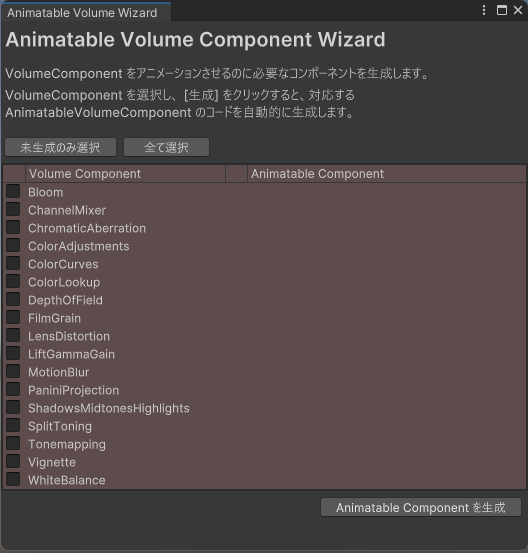 Animatable Volume Wizard
Animatable Volume Component Wizard
VolumeComponent をアニメーションさせるのに必要なコンポーネントを生成します。
VolumeComponent を選択し、[生成] をクリックすると、対応する
AnimatableVolumeComponent のコードを自動的に生成します。
未生成のみ選択 全て選択
Volume Component Animatable Component
Bloom
ChannelMixer
ChromaticAberration
ColorAdjustments
ColorCurves
ColorLookup
DepthOfField
FilmGrain
LensDistortion
LiftGammaGain
MotionBlur
PaniniProjection
ShadowsMidtonesHighlights
SplitToning
Tonemapping
Vignette
WhiteBalance
Animatable Component を生成